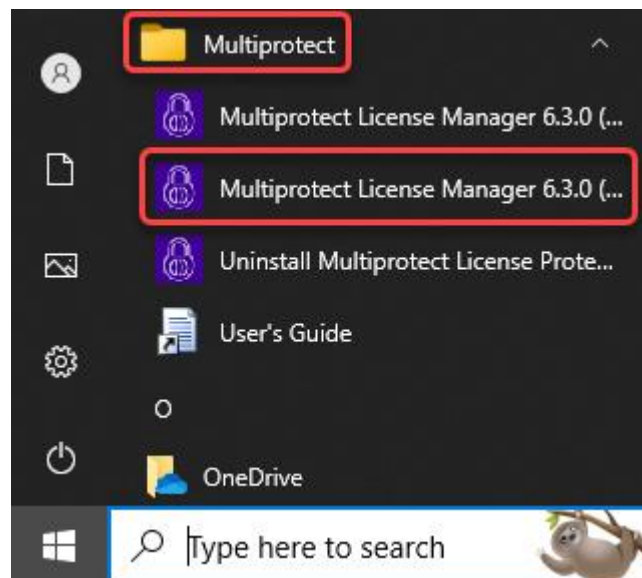 Multiprotect
Multiprotect License Manager 6.3.0 (...
Multiprotect License Manager 6.3.0 (...
Uninstall Multiprotect License Prote...
User's Guide
O
OneDrive
Type here to search